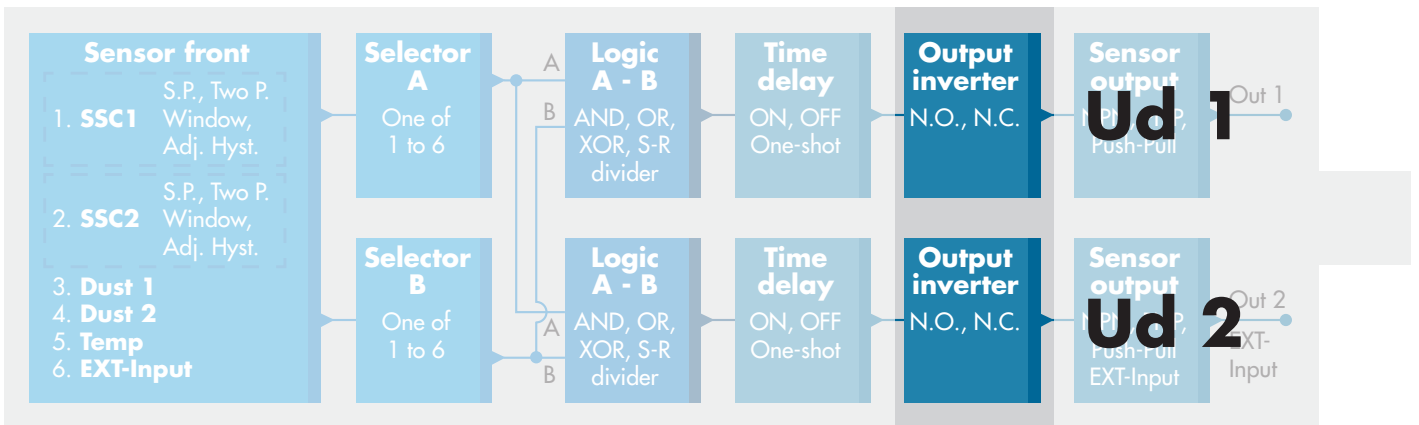 Sensor front
1. SSC1
S.P., Two P.
Window,
Adj. Hyst.
2. SSC2
S.P., Two P.
Window,
Adj. Hyst.
3. Dust 1
4. Dust 2
5. Temp
6. EXT-Input
Selector
A
One of
1 to 6
Selector
B
One of
1 to 6
A
B
Logic
A - B
AND, OR,
XOR, S-R
divider
A
B
Logic
A - B
AND, OR,
XOR, S-R
divider
Time
delay
ON, OFF
One-shot
Time
delay
ON, OFF
One-shot
Output
inverter
N.O., N.C.
Output
inverter
N.O., N.C.
Sensor
output
Push-Pull
Ud 1
Out 1
Sensor
output
Push-Pull
EXT-Input
Ud 2
Out 2
EXT-
Input